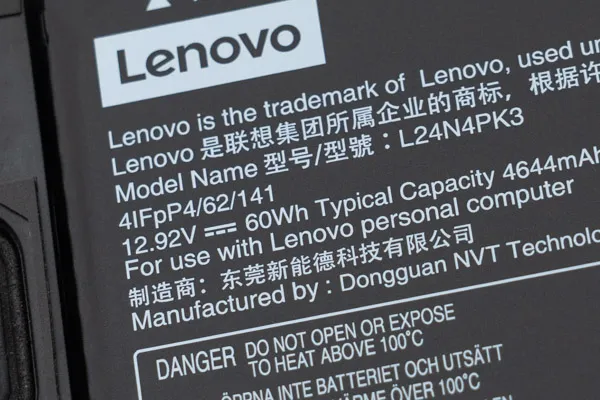 Lenovo
Lenovo is the trademark of Lenovo, used
Lenovo 是联想集团所属企业的商标，根据许
Model Name 型号/型號：L24N4PK3
4IFpP4/62/141
12.92V ⎓ 60Wh Typical Capacity 4644mAh
For use with Lenovo personal computer
制造商：东莞新能德科技有限公司
Manufactured by : Dongguan NVT
DANGER DO NOT OPEN OR EXPOSE
TO HEAT ABOVE 100°C
ÖPPNA INTE BATTERIET OCH UTSÄTT
VÄRME ÖVER 100°C